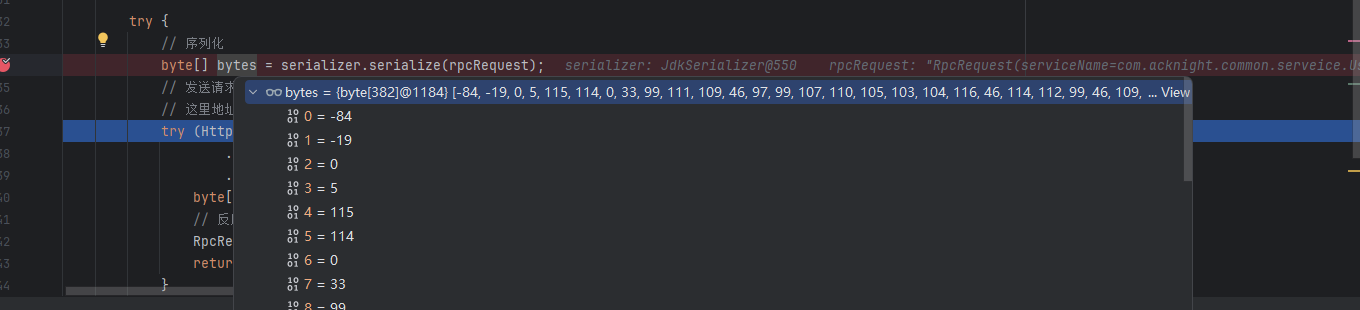 32 try {
33 // 序列化
byte[] bytes = serializer.serialize(rpcRequest); serializer: JdkSerializer@550 rpcRequest: "RpcRequest(serviceName=com.acknight.common.serveice.Us
35 // 发送请求
bytes = {byte[382]@1184} [-84, -19, 0, 5, 115, 114, 0, 33, 99, 111, 109, 46, 97, 99, 107, 110, 105, 103, 104, 116, 46, 114, 112, 99, 46, 109, ... View
36 // 这里地址
0 = -84
37 try (Http
1 = -19
38 .
2 = 0
39 .
3 = 5
40 byte[
4 = 115
41 // 反
5 = 114
42 RpcRe
6 = 0
43 retur
7 = 33
44 }
8 = 99